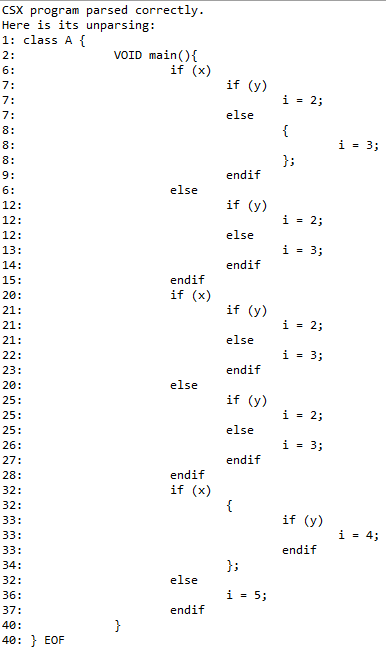 CSX program parsed correctly.
Here is its unparsing:
1: class A {
2: VOID main(){
6: if (x)
7: if (y)
7: i = 2;
7: else
8: {
8: i = 3;
8: };
9: endif
6: else
12: if (y)
12: i = 2;
12: else
13: i = 3;
14: endif
15: endif
20: if (x)
21: if (y)
21: i = 2;
21: else
22: i = 3;
23: endif
20: else
25: if (y)
25: i = 2;
25: else
26: i = 3;
27: endif
28: endif
32: if (x)
32: {
33: if (y)
33: i = 4;
33: endif
34: };
32: else
36: i = 5;
37: endif
40: }
40: } EOF